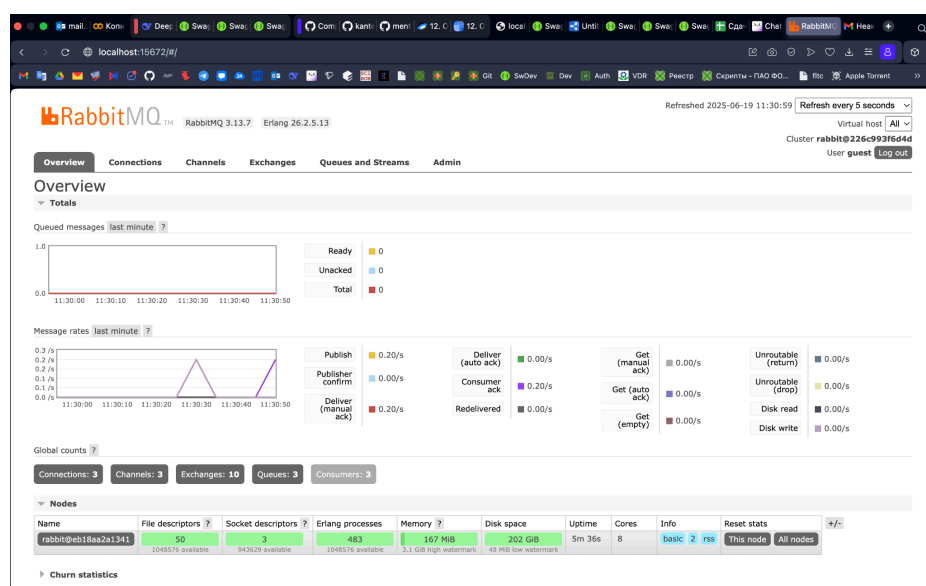 mail.
Конн
Deep
Swag
Swag
Swag
Com
kante
ment
12. C
12. C
local
Swag
Untit
Swag
Swag
Swag
Сдач
Chat
RabbitMQ
Hea
localhost:15672/#/
Git
SwDev
Dev
Auth
VDR
Реестр
Скрипты – ПАО ФО...
fitc
Apple Torrent
RabbitMQ TM RabbitMQ 3.13.7 Erlang 26.2.5.13
Refreshed 2025-06-19 11:30:59 Refresh every 5 seconds
Virtual host All
Cluster rabbit@226c993f6d4d
User guest Log out
Overview Connections Channels Exchanges Queues and Streams Admin
Overview
Totals
Queued messages last minute ?
1.0
0.0
11:30:00 11:30:10 11:30:20 11:30:30 11:30:40 11:30:50
Ready 0
Unacked 0
Total 0
Message rates last minute ?
0.3 /s
0.2 /s
0.2 /s
0.1 /s
0.1 /s
0.0 /s
11:30:00 11:30:10 11:30:20 11:30:30 11:30:40 11:30:50
Publish 0.20/s
Publisher confirm 0.00/s
Deliver (manual ack) 0.20/s
Deliver (auto ack) 0.00/s
Consumer ack 0.20/s
Redelivered 0.00/s
Get (manual ack) 0.00/s
Get (auto ack) 0.00/s
Get (empty) 0.00/s
Unroutable (return) 0.00/s
Unroutable (drop) 0.00/s
Disk read 0.00/s
Disk write 0.00/s
Global counts ?
Connections: 3 Channels: 3 Exchanges: 10 Queues: 3 Consumers: 3
Nodes
Name File descriptors ? Socket descriptors ? Erlang processes Memory ? Disk space Uptime Cores Info Reset stats +/-
rabbit@eb18aa2a1341 50 3 483 167 MiB 202 GiB 5m 36s 8 basic 2 rss This node All nodes
1048576 available 943629 available 1048576 available 3.1 GiB high watermark 48 MiB low watermark
Churn statistics